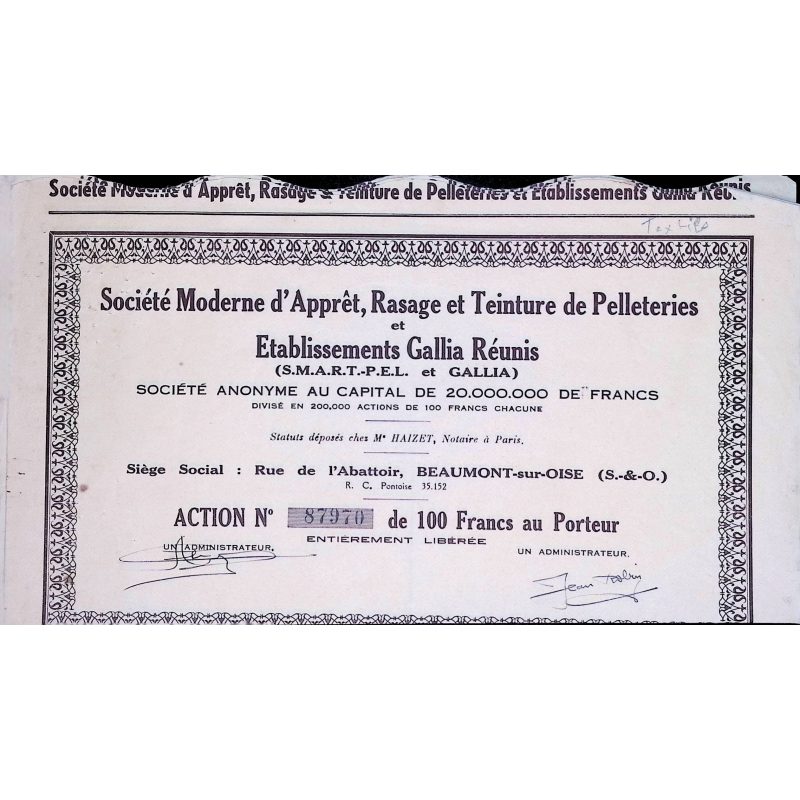 Société Moderne d'Apprêt, Rasage & Teinture de Pelleteries et Etablissements Gallia Réunis
Textile
Société Moderne d'Apprêt, Rasage et Teinture de Pelleteries
et
Etablissements Gallia Réunis
(S.M.A.R.T.-P.E.L. et GALLIA)
SOCIÉTÉ ANONYME AU CAPITAL DE 20.000.000 DE FRANCS
DIVISÉ EN 200.000 ACTIONS DE 100 FRANCS CHACUNE
Statuts déposés chez Me HAIZET, Notaire à Paris.
Siège Social : Rue de l'Abattoir, BEAUMONT-sur-OISE (S.-&-O.)
R. C. Pontoise 35.152
ACTION No 87970 de 100 Francs au Porteur
ENTIÈREMENT LIBÉRÉE
UN ADMINISTRATEUR.
UN ADMINISTRATEUR.
Jean